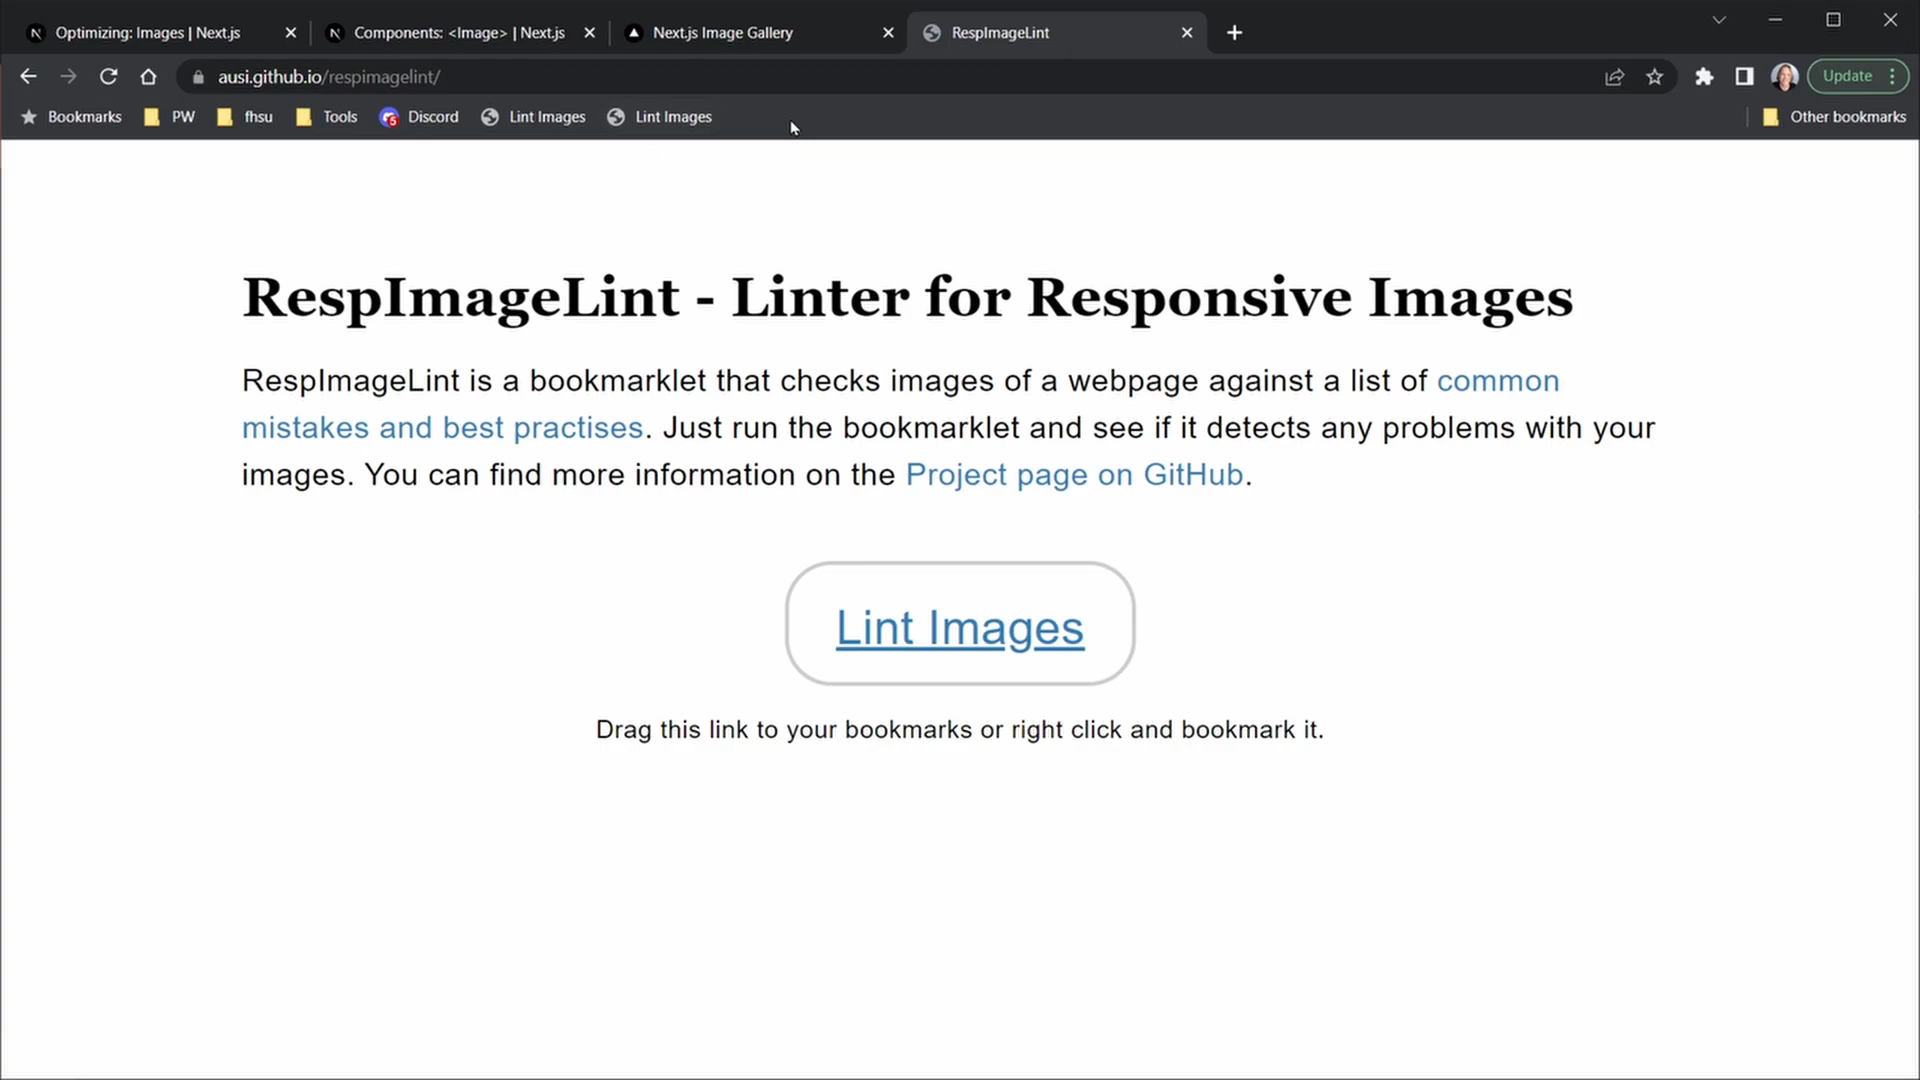 Optimizing: Images | Next.js
Components: <Image> | Next.js
Next.js Image Gallery
RespImageLint
ausi.github.io/respimagelint/
Update
Bookmarks
PW
fhsu
Tools
5
Discord
Lint Images
Lint Images
Other bookmarks
RespImageLint - Linter for Responsive Images
RespImageLint is a bookmarklet that checks images of a webpage against a list of common
mistakes and best practises. Just run the bookmarklet and see if it detects any problems with your
images. You can find more information on the Project page on GitHub.
Lint Images
Drag this link to your bookmarks or right click and bookmark it.